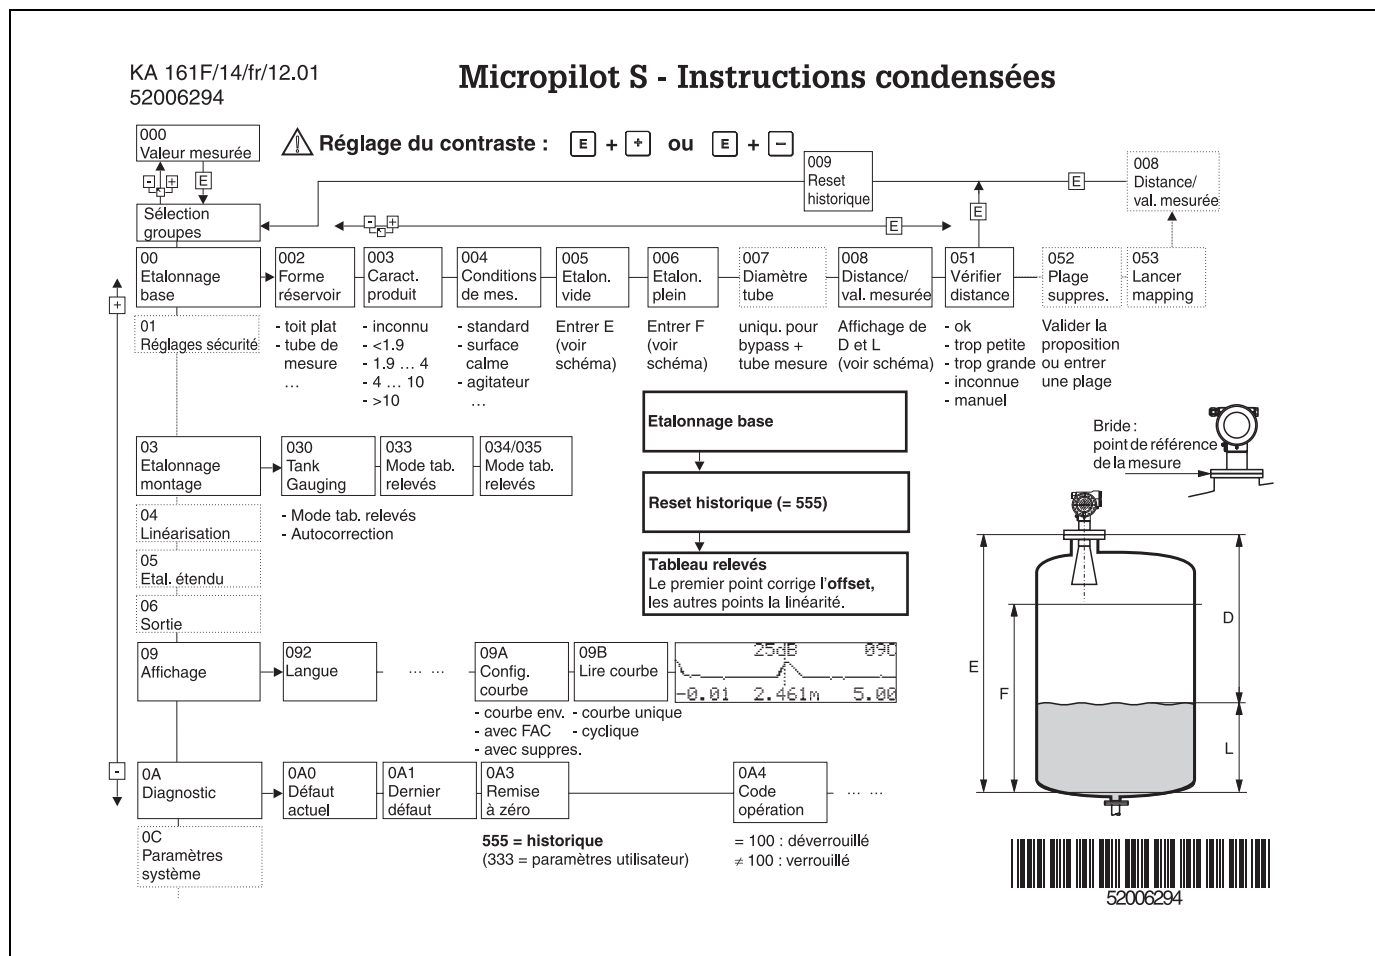 KA 161F/14/fr/12.01
52006294
Micropilot S - Instructions condensées
000
Valeur mesurée
Réglage du contraste : E + + ou E + −
009
Reset
historique
008
Distance/
val. mesurée
- + E
E
E
Sélection
groupes
- +
E
00
Etalonnage
base
002
Forme
réservoir
003
Caract.
produit
004
Conditions
de mes.
005
Etalon.
vide
006
Etalon.
plein
007
Diamètre
tube
008
Distance/
val. mesurée
051
Vérifier
distance
052
Plage
suppres.
053
Lancer
mapping
+
01
Réglages sécurité
- toit plat
- tube de
mesure
...
- inconnu
- <1.9
- 1.9 ... 4
- 4 ... 10
- >10
- standard
- surface
calme
- agitateur
...
Entrer E
(voir
schéma)
Entrer F
(voir
schéma)
uniqu. pour
bypass +
tube mesure
Affichage de
D et L
(voir schéma)
- ok
- trop petite
- trop grande
- inconnue
- manuel
Valider la
proposition
ou entrer
une plage
Etalonnage base
Reset historique (= 555)
Tableau relevés
Le premier point corrige l'offset,
les autres points la linéarité.
Bride :
point de référence
de la mesure
03
Etalonnage
montage
030
Tank
Gauging
033
Mode tab.
relevés
034/035
Mode tab.
relevés
- Mode tab. relevés
- Autocorrection
04
Linéarisation
05
Etal. étendu
06
Sortie
E
F
D
L
09
Affichage
092
Langue
... ...
09A
Config.
courbe
09B
Lire courbe
25dB 09C
-0.01 2.461m 5.00
- courbe env.
- avec FAC
- avec suppres.
- courbe unique
- cyclique
-
0A
Diagnostic
0A0
Défaut
actuel
0A1
Dernier
défaut
0A3
Remise
à zéro
0A4
Code
opération
... ...
0C
Paramètres
système
555 = historique
(333 = paramètres utilisateur)
= 100 : déverrouillé
≠ 100 : verrouillé
52006294